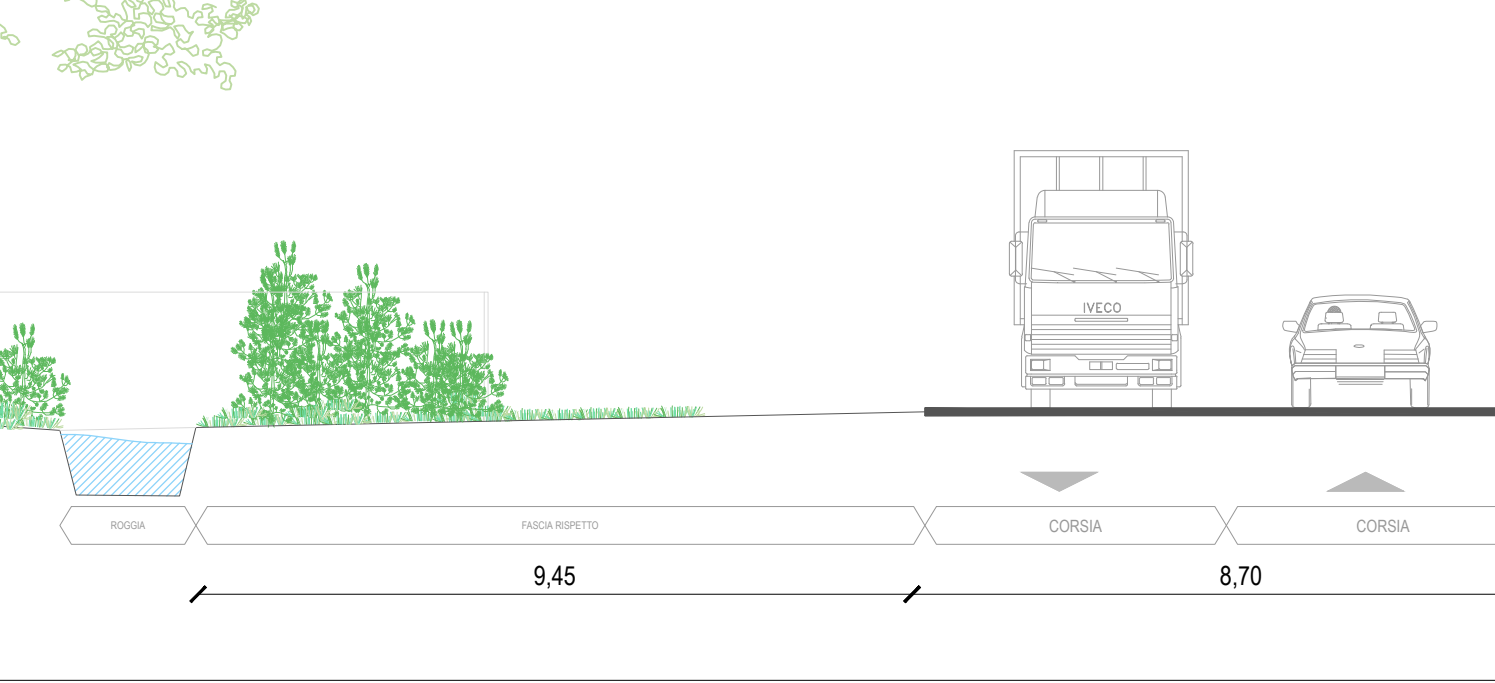 IVECO
ROGGIA
FASCIA RISPETTO
CORSIA
CORSIA
9,45
8,70